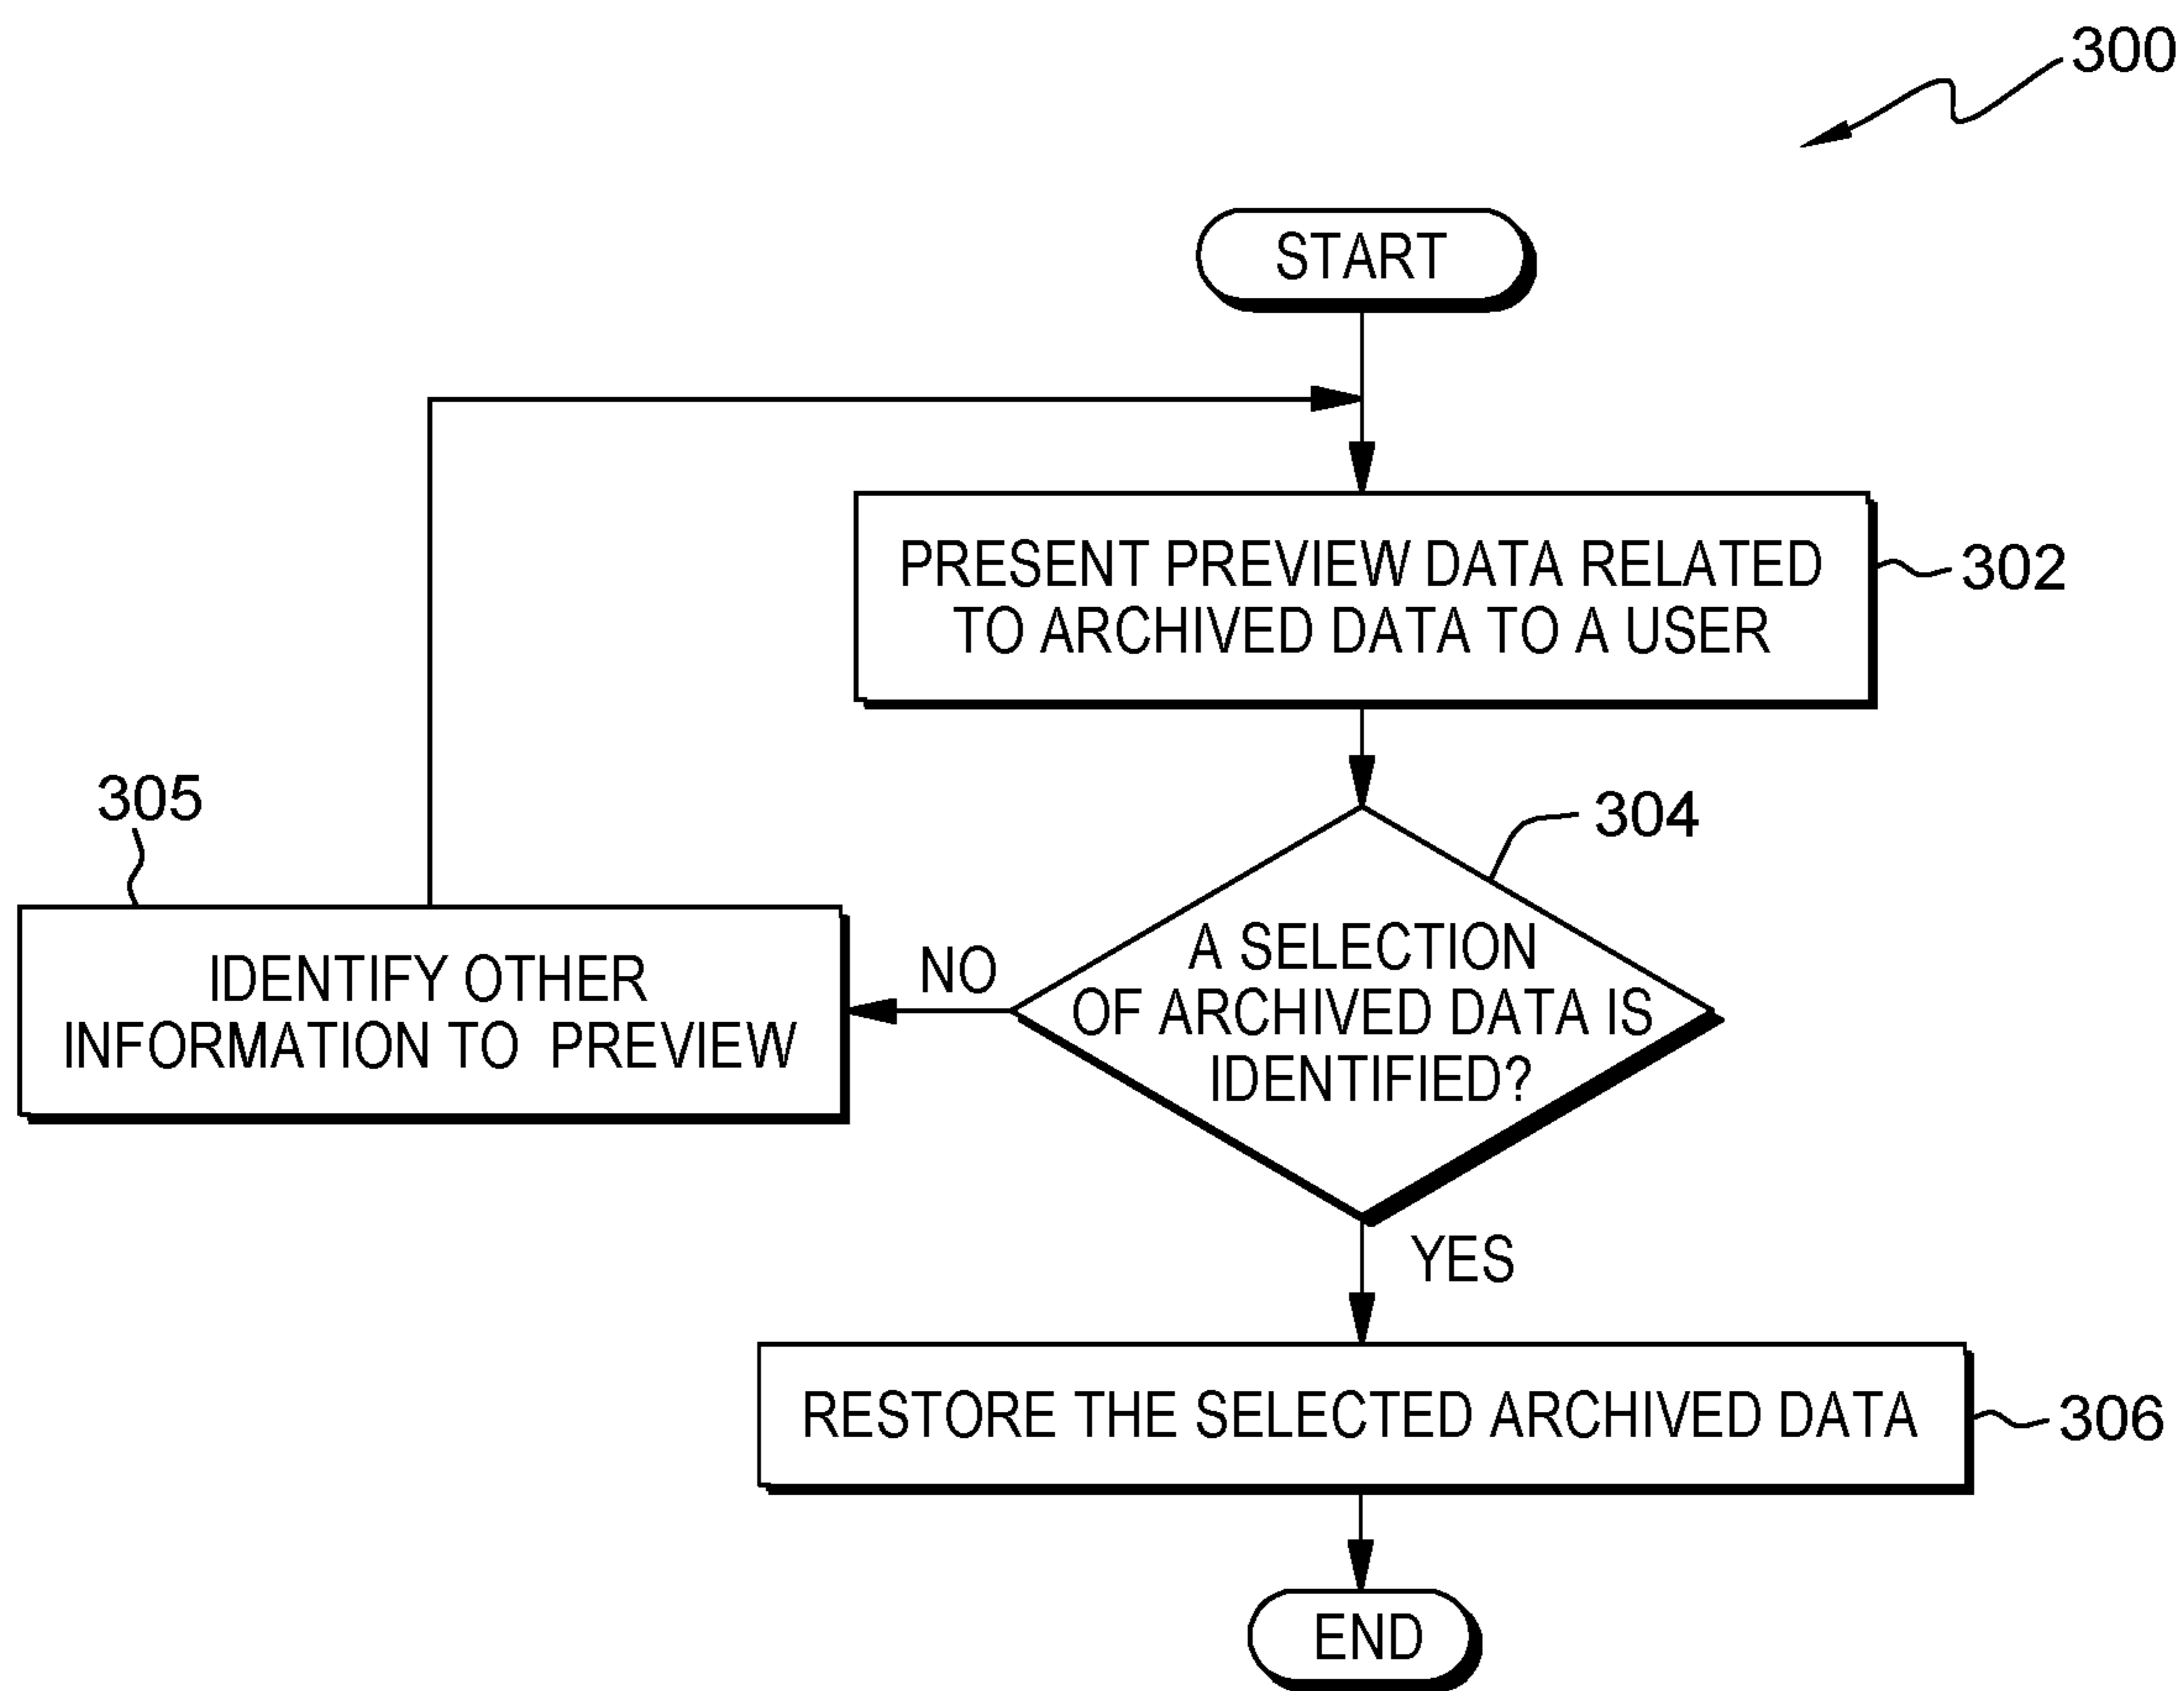 300
START
PRESENT PREVIEW DATA RELATED
TO ARCHIVED DATA TO A USER
302
304
A SELECTION
OF ARCHIVED DATA IS
IDENTIFIED?
NO
305
IDENTIFY OTHER
INFORMATION TO PREVIEW
YES
RESTORE THE SELECTED ARCHIVED DATA
306
END